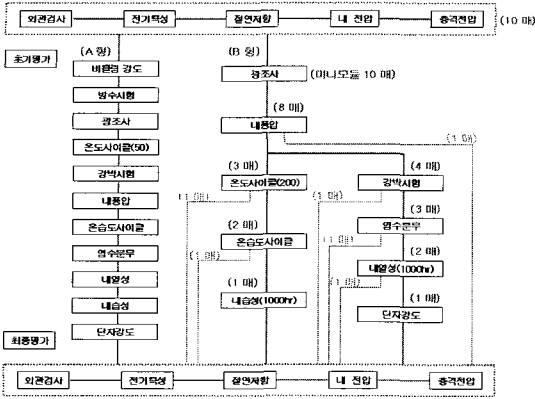 외관검사 전기특성 절연저항 내 전압 충격전압 (10 매)
초기평가
(A 형)
비틀림 강도
방수시험
광조사
온도사이클(50)
강박시험
내풍압
온습도사이클
염수분무
내열성
내습성
단자강도
(B 형)
광조사 (미니모듈 10 매)
(8 매)
내풍압
(1 매)
(3 매)
온도사이클(200)
(1 매)
(2 매)
온습도사이클
(1 매)
(1 매)
내습성(1000hr)
(4 매)
강박시험
(1 매)
(3 매)
염수분무
(1 매)
(2 매)
내열성(1000hr)
(1 매)
(1 매)
단자강도
최종평가
외관검사 전기특성 절연저항 내 전압 충격전압